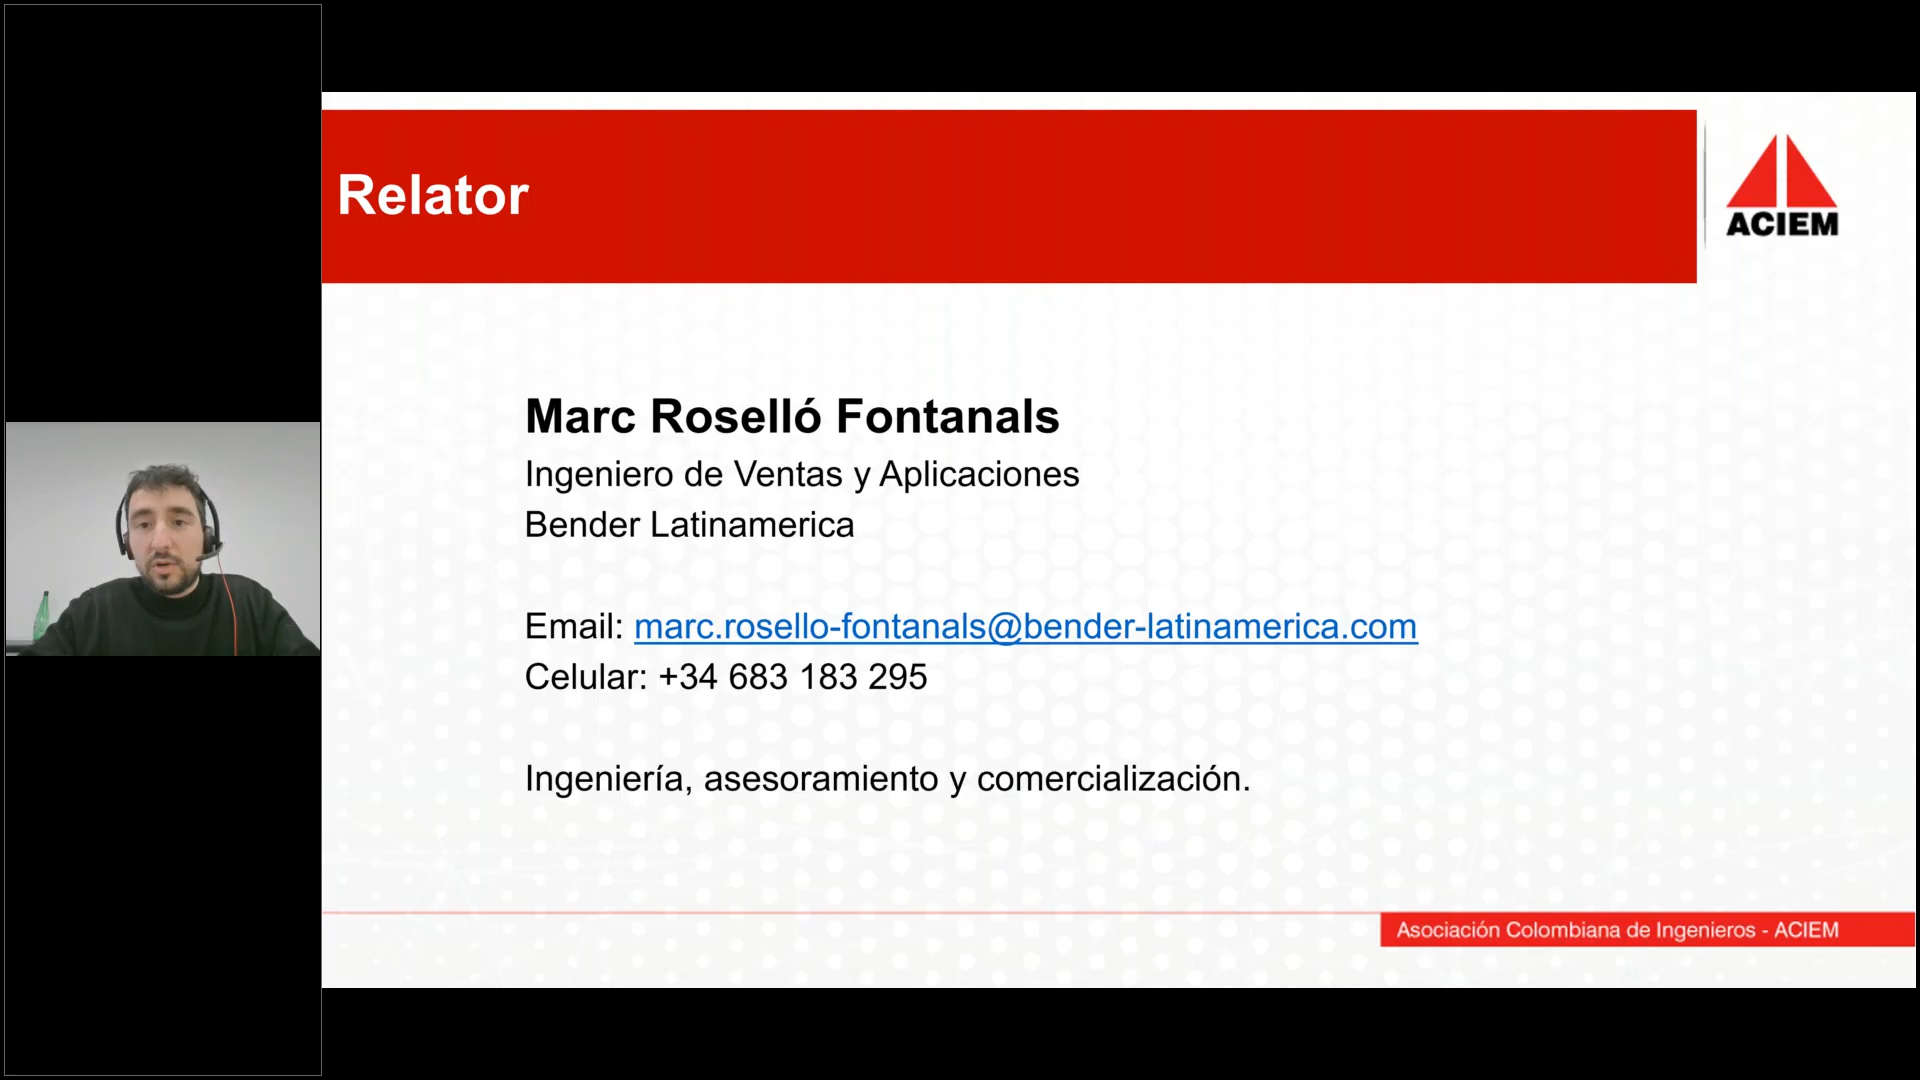 Relator
ACIEM
Marc Roselló Fontanals
Ingeniero de Ventas y Aplicaciones
Bender Latinamerica
Email: marc.rosello-fontanals@bender-latinamerica.com
Celular: +34 683 183 295
Ingeniería, asesoramiento y comercialización.
Asociación Colombiana de Ingenieros - ACIEM